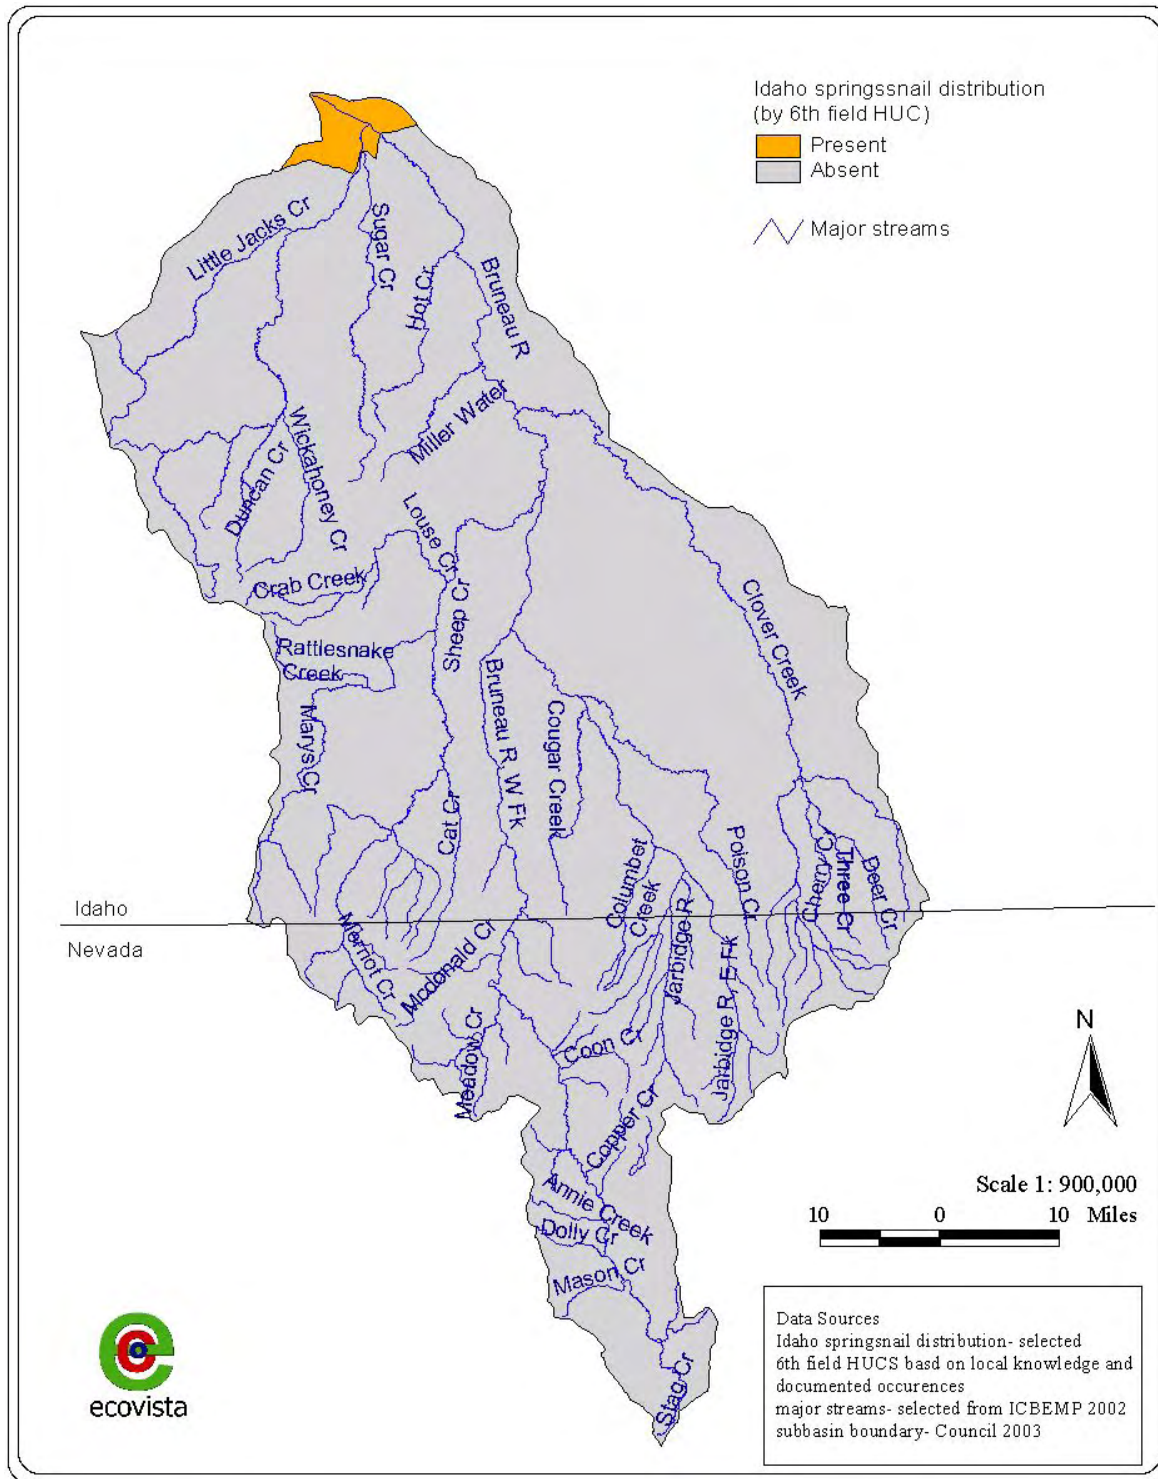 Idaho springssnail distribution
(by 6th field HUC)
Present
Absent
Major streams
Little Jacks Cr
Sugar Cr
Hot Cr
Bruneau R
Miller Water
Wickahoney Cr
Duncan Cr
Louse Cr
Crab Creek
Sheep Cr
Clover Creek
Rattlesnake
Creek
Marys Cr
Bruneau R, W Fk
Cougar Creek
Cat Cr
Columbet
Creek
Poison Cr
Cherry Cr
Three Cr
Deer Cr
Idaho
Nevada
Merriot Cr
Mcdonald Cr
Jarbidge R
Jarbidge R, E Fk
Meadow Cr
Coon Cr
Copper Cr
Annie Creek
Dolly Cr
Mason Cr
Stag Cr
N
Scale 1: 900,000
10 0 10 Miles
Data Sources
Idaho springsnail distribution- selected
6th field HUCS basd on local knowledge and
documented occurences
major streams- selected from ICBEMP 2002
subbasin boundary- Council 2003
ecovista